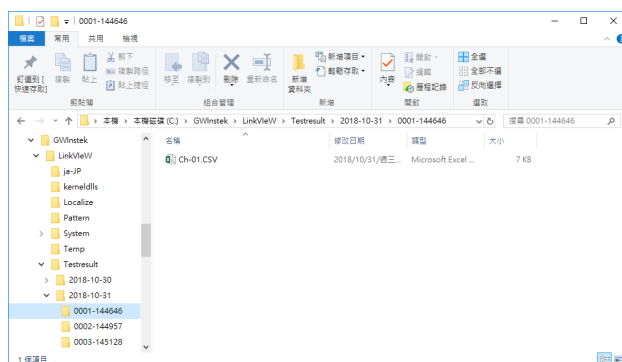 0001-144646
檔案 常用 共用 檢視
釘選到 [快速存取]
複製
貼上
剪下
複製路徑
貼上捷徑
剪貼簿
移至
複製到
刪除
重新命名
組合管理
新增資料夾
新增項目
輕鬆存取
新增
內容
開啟
編輯
歷程記錄
開啟
全選
全部不選
反向選擇
選取
本機 > 本機磁碟 (C:) > GWInstek > LinkVIeW > Testresult > 2018-10-31 > 0001-144646
搜尋 0001-144646
名稱 修改日期 類型 大小
Ch-01.CSV 2018/10/31/週三... Microsoft Excel ... 7 KB
GWInstek
LinkVIeW
ja-JP
kerneldlls
Localize
Pattern
System
Temp
Testresult
2018-10-30
2018-10-31
0001-144646
0002-144957
0003-145128
1 個項目